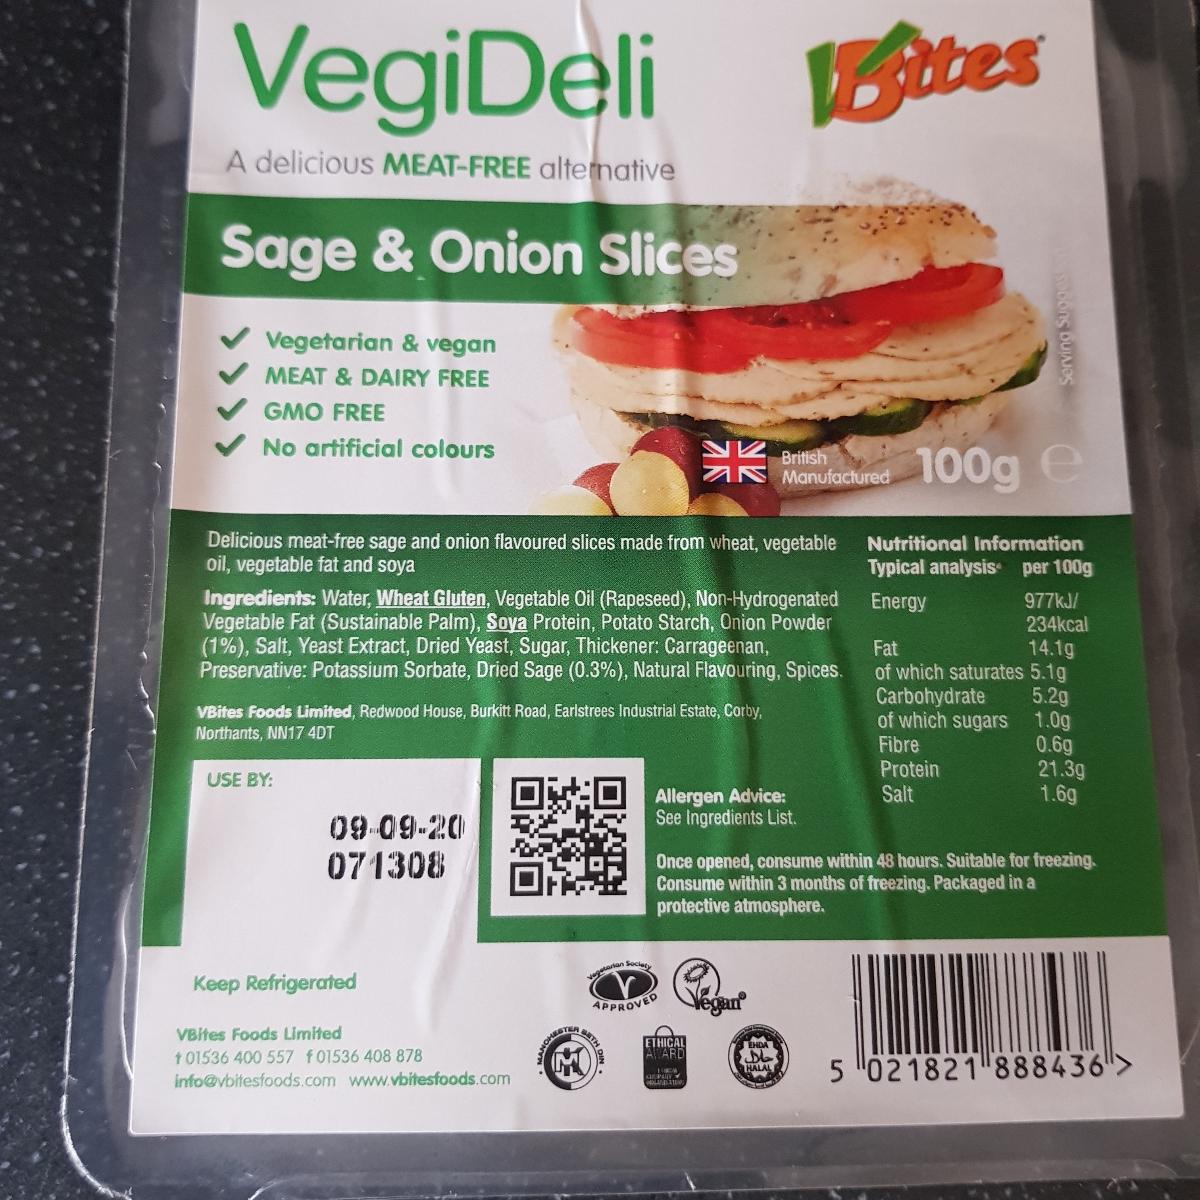 VegiDeli
VBites
A delicious MEAT-FREE alternative
Sage & Onion Slices
Vegetarian & vegan
MEAT & DAIRY FREE
GMO FREE
No artificial colours
Serving Suggestion
British
Manufactured
100g e
Delicious meat-free sage and onion flavoured slices made from wheat, vegetable
oil, vegetable fat and soya
Ingredients: Water, Wheat Gluten, Vegetable Oil (Rapeseed), Non-Hydrogenated
Vegetable Fat (Sustainable Palm), Soya Protein, Potato Starch, Onion Powder
(1%), Salt, Yeast Extract, Dried Yeast, Sugar, Thickener: Carrageenan,
Preservative: Potassium Sorbate, Dried Sage (0.3%), Natural Flavouring, Spices.
VBites Foods Limited, Redwood House, Burkitt Road, Earlstrees Industrial Estate, Corby,
Northants, NN17 4DT
Nutritional Information
Typical analysis per 100g
Energy 977kJ/
234kcal
Fat 14.1g
of which saturates 5.1g
Carbohydrate 5.2g
of which sugars 1.0g
Fibre 0.6g
Protein 21.3g
Salt 1.6g
USE BY:
09-09-20
071308
Allergen Advice:
See Ingredients List.
Once opened, consume within 48 hours. Suitable for freezing.
Consume within 3 months of freezing. Packaged in a
protective atmosphere.
Keep Refrigerated
VBites Foods Limited
t 01536 400 557 f 01536 408 878
info@vbitesfoods.com www.vbitesfoods.com
Vegetarian Society
V
APPROVED
Vegan
MANCHESTER BETH DIN
M
ETHICAL
AWARD
EHDA
HALAL
5 021821 888436 >